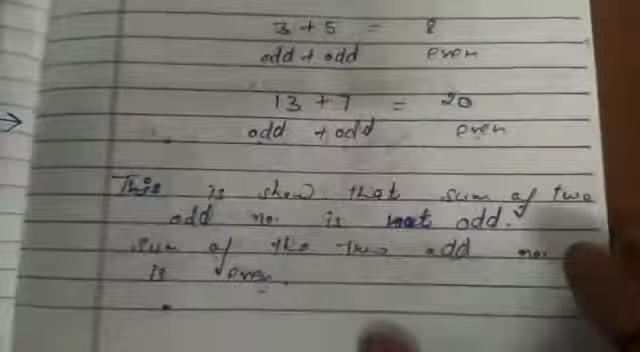 3 + 5 = 8
odd + odd even
13 + 7 = 20
odd + odd even
This is show that sum of two
odd no. is not odd.
sum of the two odd no.
is even.